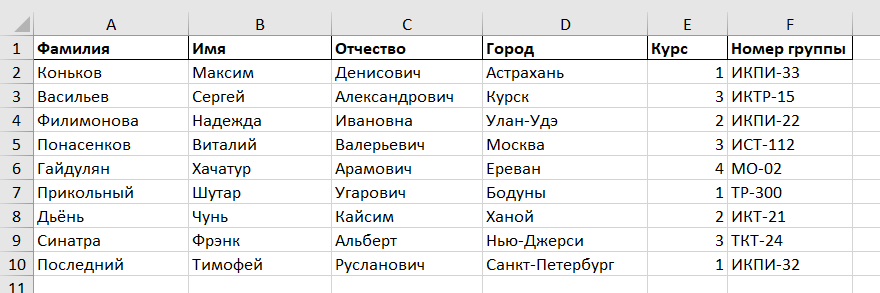 A B C D E F
1 Фамилия Имя Отчество Город Курс Номер группы
2 Коньков Максим Денисович Астрахань 1 ИКПИ-33
3 Васильев Сергей Александрович Курск 3 ИКТР-15
4 Филимонова Надежда Ивановна Улан-Удэ 2 ИКПИ-22
5 Понасенков Виталий Валерьевич Москва 3 ИСТ-112
6 Гайдулян Хачатур Арамович Ереван 4 МО-02
7 Прикольный Шутар Угарович Бодуны 1 ТР-300
8 Дьёнь Чунь Кайсим Ханой 2 ИКТ-21
9 Синатра Фрэнк Альберт Нью-Джерси 3 ТКТ-24
10 Последний Тимофей Русланович Санкт-Петербург 1 ИКПИ-32
11